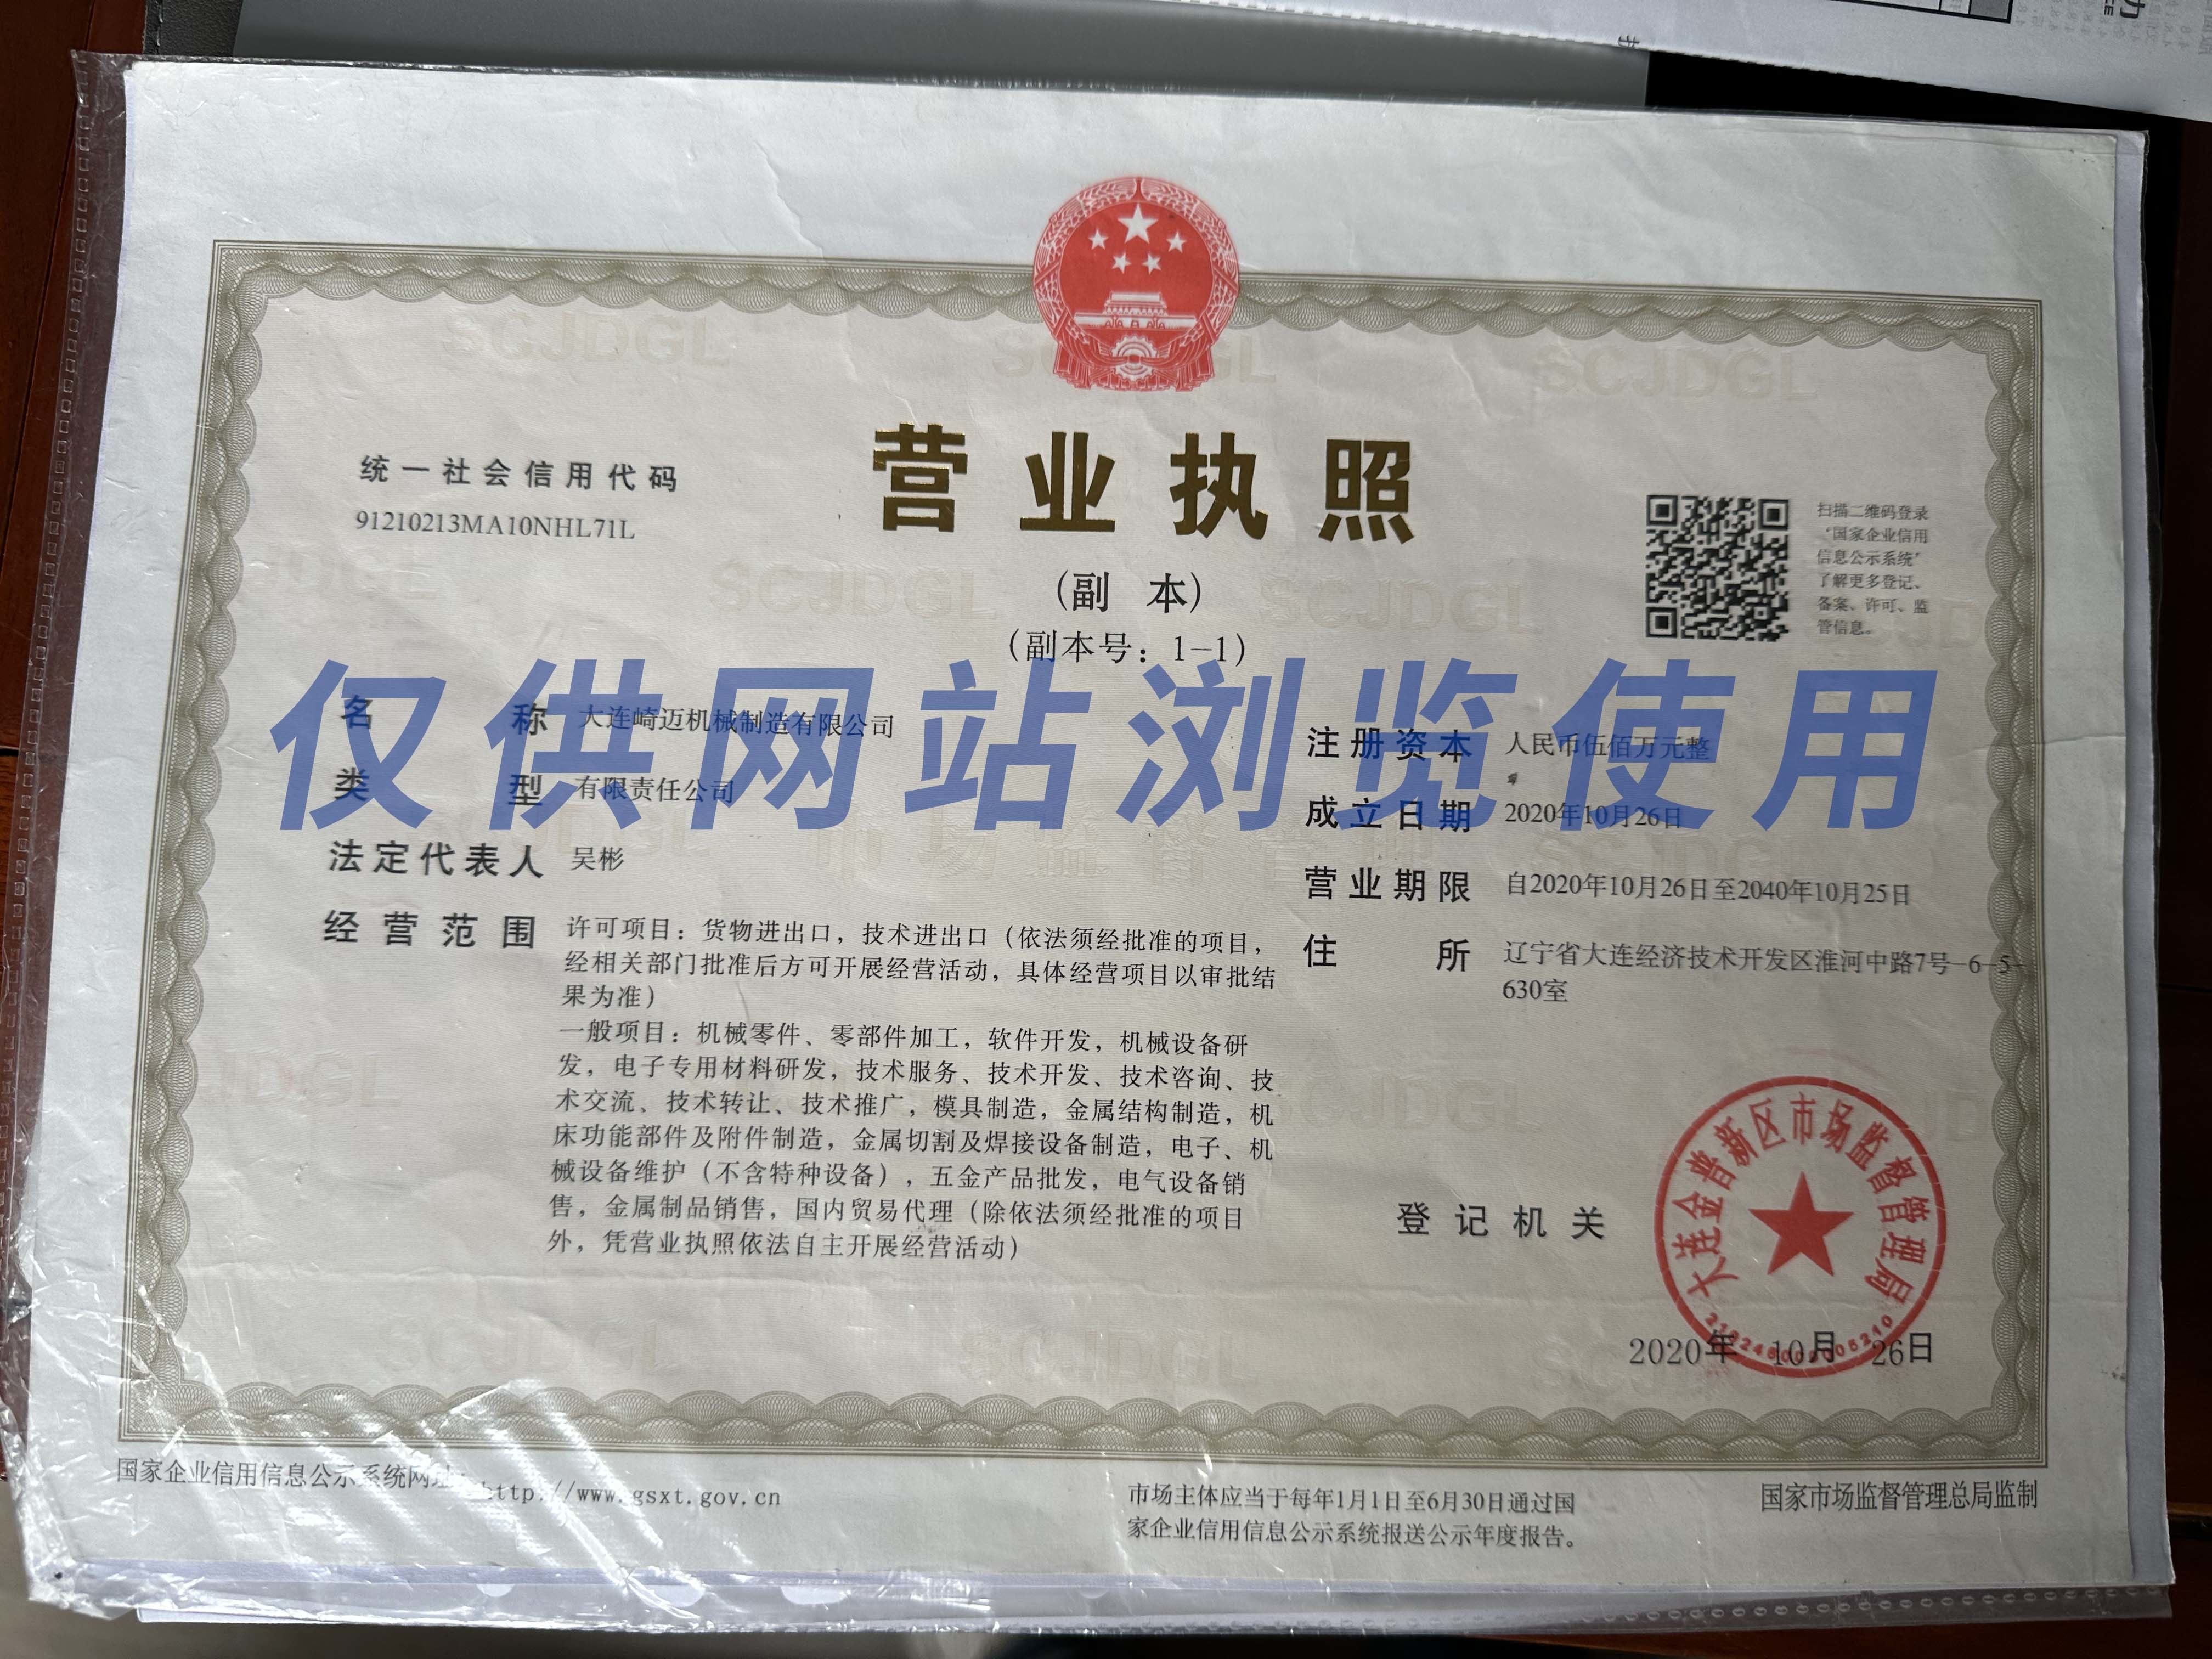 营业执照
(副 本)
(副本号：1-1)
统一社会信用代码
91210213MA10NHL71L
扫描二维码登录
“国家企业信用
信息公示系统”
了解更多登记、
备案、许可、监
管信息。
仅供网站浏览使用
名 称 大连崎迈机械制造有限公司
类 型 有限责任公司
法定代表人 吴彬
经营范围 许可项目：货物进出口，技术进出口（依法须经批准的项目，
经相关部门批准后方可开展经营活动，具体经营项目以审批结
果为准）
一般项目：机械零件、零部件加工，软件开发，机械设备研
发，电子专用材料研发，技术服务、技术开发、技术咨询、技
术交流、技术转让、技术推广，模具制造，金属结构制造，机
床功能部件及附件制造，金属切割及焊接设备制造，电子、机
械设备维护（不含特种设备），五金产品批发，电气设备销
售，金属制品销售，国内贸易代理（除依法须经批准的项目
外，凭营业执照依法自主开展经营活动）
注册资本 人民币伍佰万元整
成立日期 2020年10月26日
营业期限 自2020年10月26日至2040年10月25日
住 所 辽宁省大连经济技术开发区淮河中路7号-6-5-
630室
登记机关
大连金普新区市场监督管理局
2020年 10月 26日
国家企业信用信息公示系统网址：http://www.gsxt.gov.cn
市场主体应当于每年1月1日至6月30日通过国
家企业信用信息公示系统报送公示年度报告。
国家市场监督管理总局监制
SCJDGL